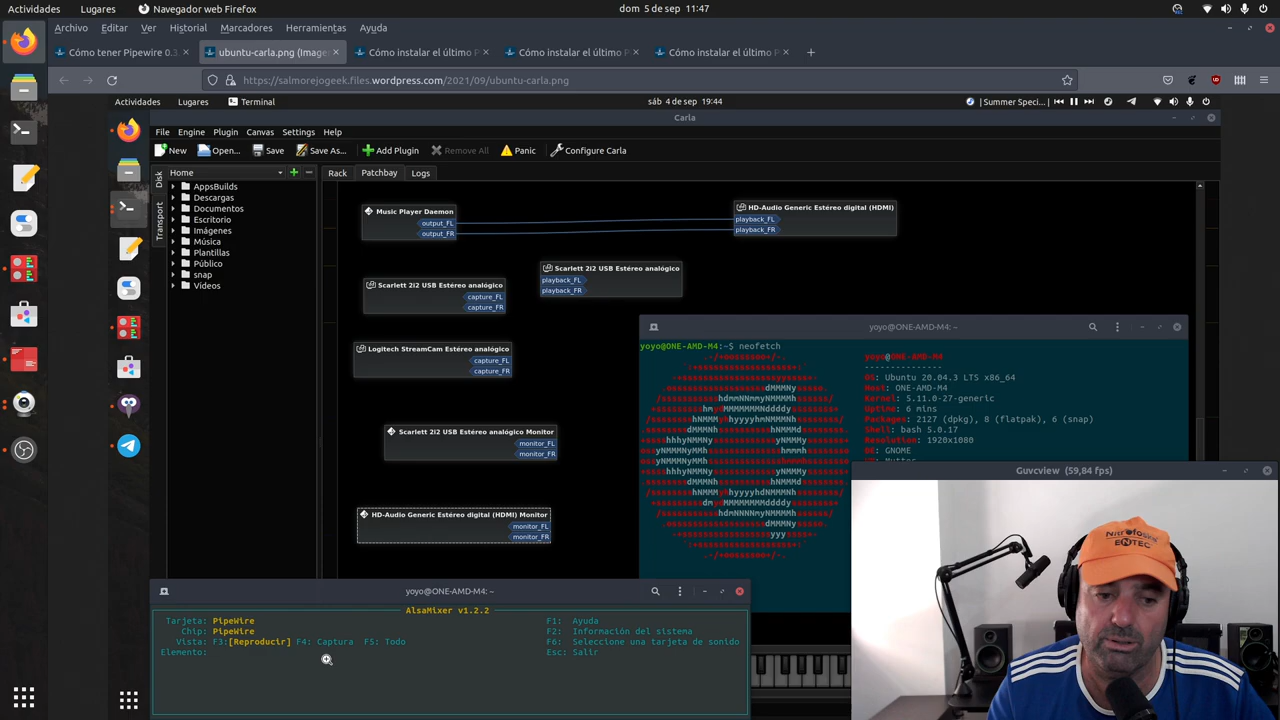 Actividades Lugares Navegador web Firefox dom 5 de sep 11:47
Archivo Editar Ver Historial Marcadores Herramientas Ayuda
Cómo tener Pipewire 0.3. ubuntu-carla.png (Imagen Cómo instalar el último P Cómo instalar el último P Cómo instalar el último P
https://salmorejogeek.files.wordpress.com/2021/09/ubuntu-carla.png
Actividades Lugares Terminal sáb 4 de sep 19:44 |Summer Speci...|
Carla
File Engine Plugin Canvas Settings Help
New Open... Save Save As... Add Plugin Remove All Panic Configure Carla
Disk
Transport
Home
AppsBuilds
Descargas
Documentos
Escritorio
Imágenes
Música
Plantillas
Público
snap
Vídeos
Rack Patchbay Logs
Music Player Daemon
output_FL
output_FR
HD-Audio Generic Estéreo digital (HDMI)
playback_FL
playback_FR
Scarlett 2i2 USB Estéreo analógico
playback_FL
playback_FR
Scarlett 2i2 USB Estéreo analógico
capture_FL
capture_FR
Logitech StreamCam Estéreo analógico
capture_FL
capture_FR
Scarlett 2i2 USB Estéreo analógico Monitor
monitor_FL
monitor_FR
HD-Audio Generic Estéreo digital (HDMI) Monitor
monitor_FL
monitor_FR
yoyo@ONE-AMD-M4: ~
yoyo@ONE-AMD-M4:~$ neofetch
yoyo@ONE-AMD-M4
---------------
OS: Ubuntu 20.04.3 LTS x86_64
Host: ONE-AMD-M4
Kernel: 5.11.0-27-generic
Uptime: 6 mins
Packages: 2127 (dpkg), 8 (flatpak), 6 (snap)
Shell: bash 5.0.17
Resolution: 1920x1080
DE: GNOME
WM: Mutter
Guvcview (59,84 fps)
Nitrofoska
ENTEC
yoyo@ONE-AMD-M4: ~
AlsaMixer v1.2.2
Tarjeta: PipeWire F1: Ayuda
Chip: PipeWire F2: Información del sistema
Vista: F3:[Reproducir] F4: Captura F5: Todo F6: Seleccione una tarjeta de sonido
Elemento: Esc: Salir